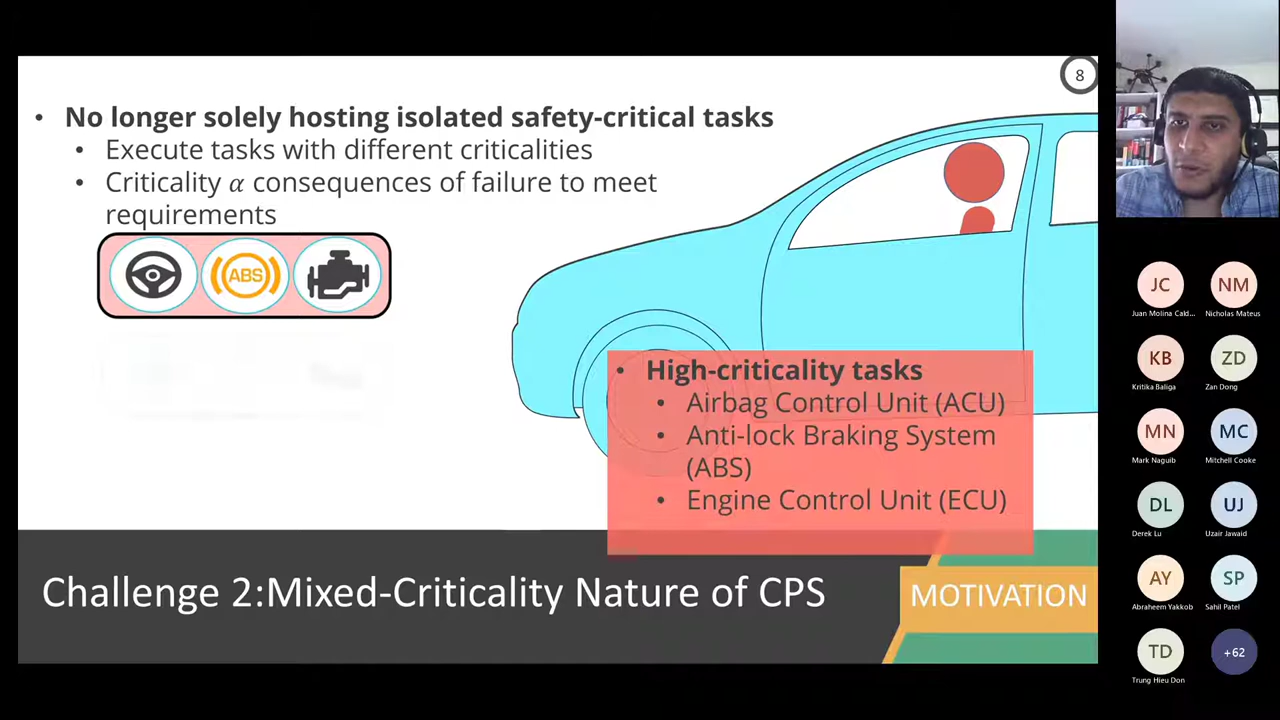 8
• No longer solely hosting isolated safety-critical tasks
• Execute tasks with different criticalities
• Criticality α consequences of failure to meet
requirements
ABS
• High-criticality tasks
• Airbag Control Unit (ACU)
• Anti-lock Braking System
(ABS)
• Engine Control Unit (ECU)
Challenge 2:Mixed-Criticality Nature of CPS
MOTIVATION
JC
NM
Juan Molina Cald...
Nicholas Mateus
KB
ZD
Kritika Baliga
Zan Dong
MN
MC
Mark Naguib
Mitchell Cooke
DL
UJ
Derek Lu
Uzair Jawaid
AY
SP
Abraheem Yakkob
Sahil Patel
TD
+62
Trung Hieu Don